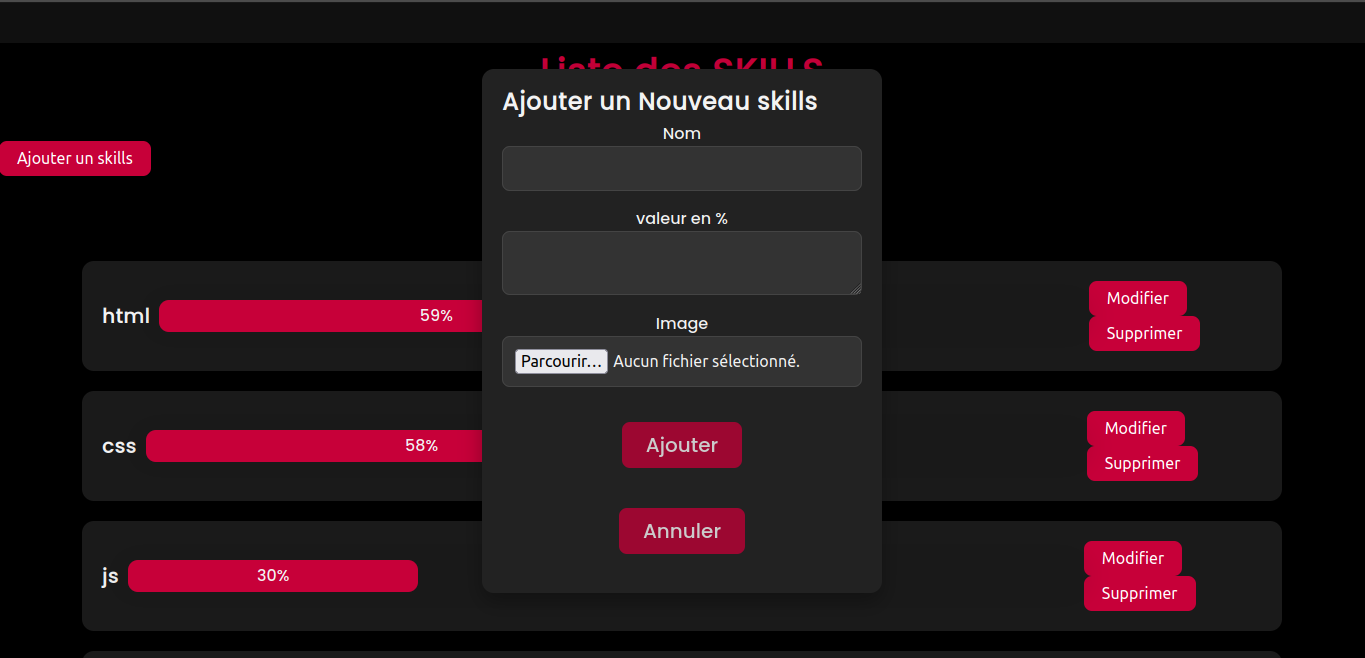 Liste des SKILLS
Ajouter un Nouveau skills
Nom
Ajouter un skills
valeur en %
html
59%
Modifier
Supprimer
Image
Parcourir... Aucun fichier sélectionné.
css
58%
Modifier
Supprimer
Ajouter
Annuler
js
30%
Modifier
Supprimer